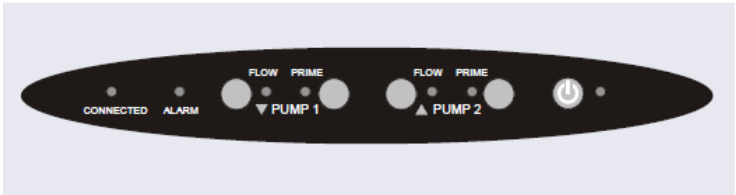 FLOW PRIME FLOW PRIME
CONNECTED ALARM ▼ PUMP 1 ▲ PUMP 2